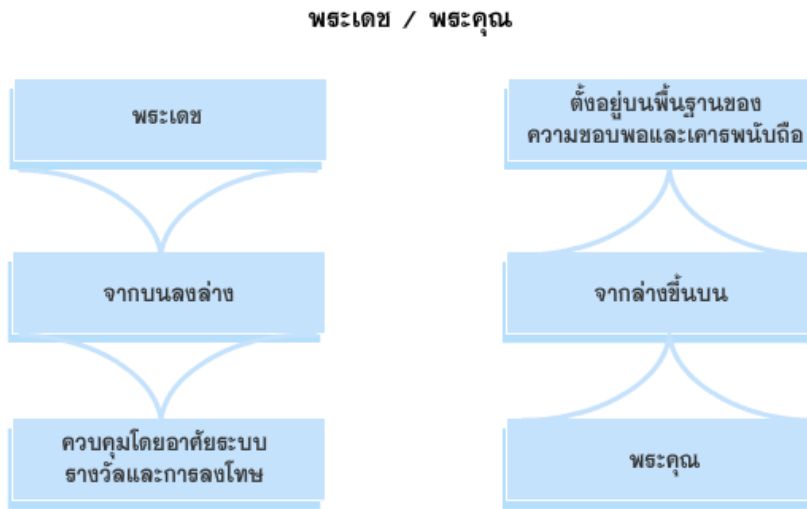 พระเดช / พระคุณ
พระเดช
จากบนลงล่าง
ควบคุมโดยอาศัยระบบ
รางวัลและการลงโทษ
ตั้งอยู่บนพื้นฐานของ
ความชอบพอและเคารพนับถือ
จากล่างขึ้นบน
พระคุณ